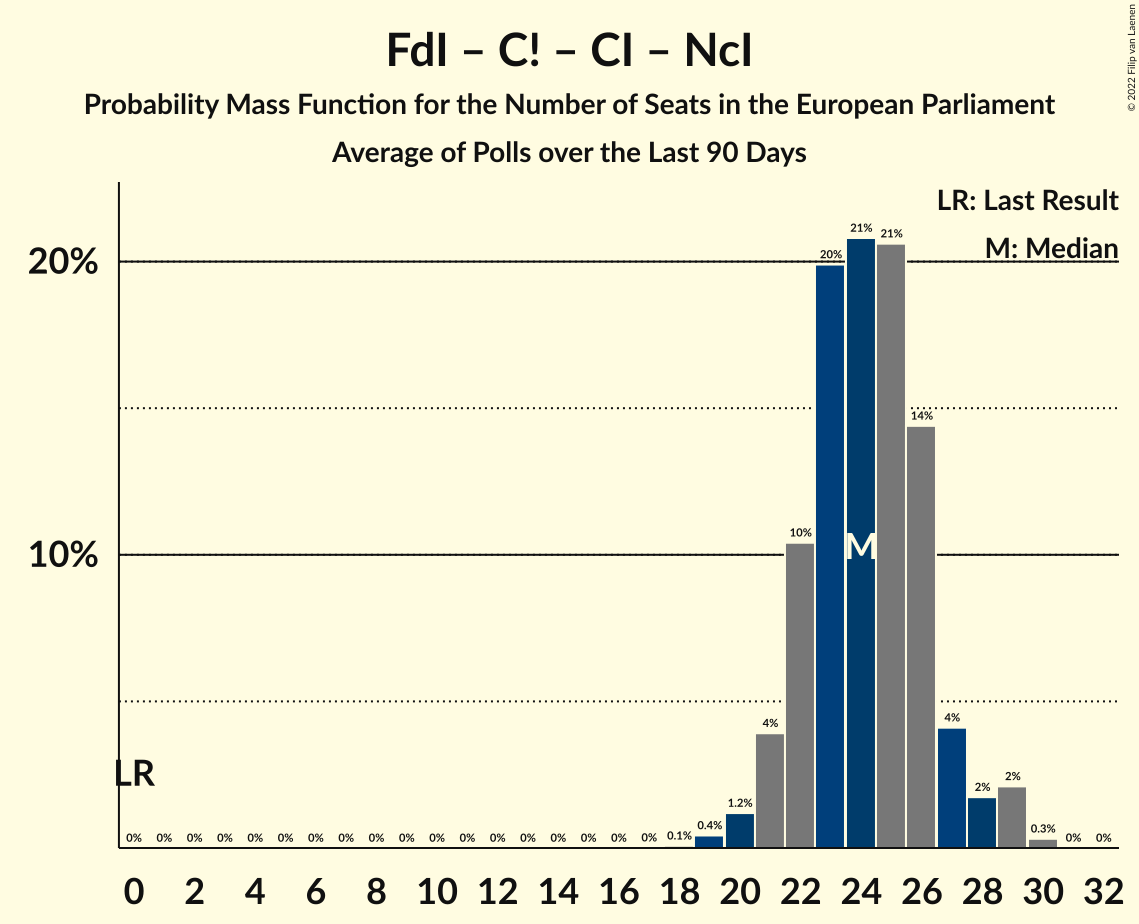 FdI – C! – CI – NcI
Probability Mass Function for the Number of Seats in the European Parliament
Average of Polls over the Last 90 Days
© 2022 Filip van Laenen
LR: Last Result
M: Median
20%
10%
LR
M
0% 0% 0% 0% 0% 0% 0% 0% 0% 0% 0% 0% 0% 0% 0% 0% 0% 0% 0.1% 0.4% 1.2% 4% 10% 20% 21% 21% 14% 4% 2% 2% 0.3% 0% 0%
0 2 4 6 8 10 12 14 16 18 20 22 24 26 28 30 32